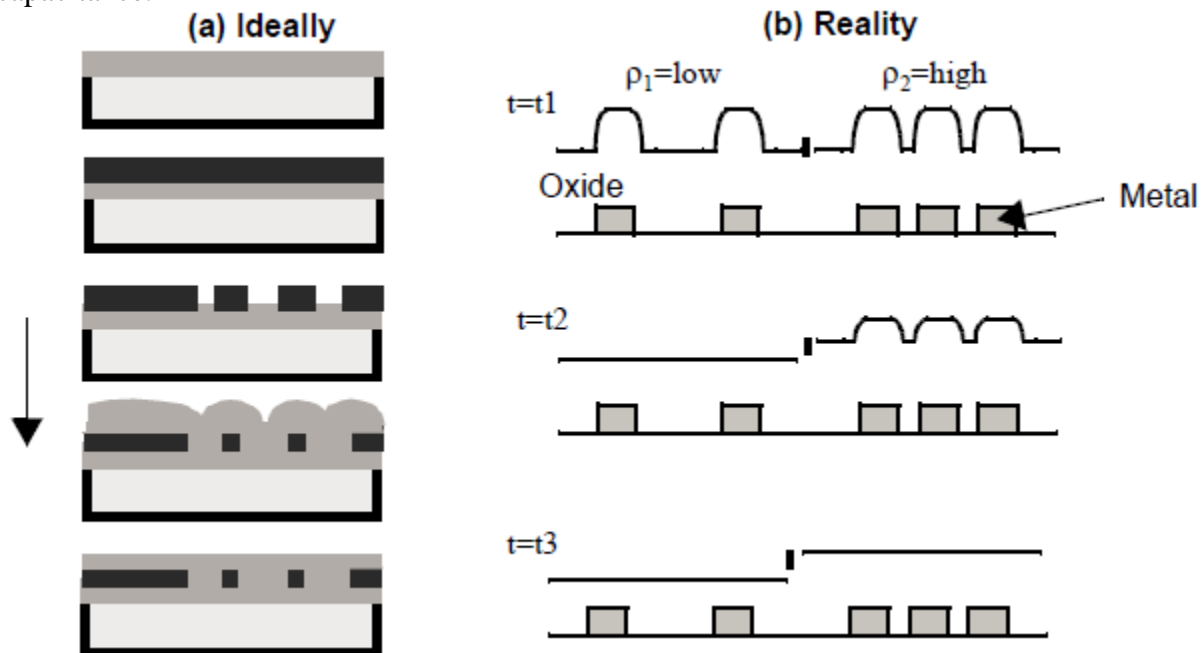 (a) Ideally
(b) Reality
ρ₁=low
ρ₂=high
t=t1
Oxide
Metal
t=t2
t=t3